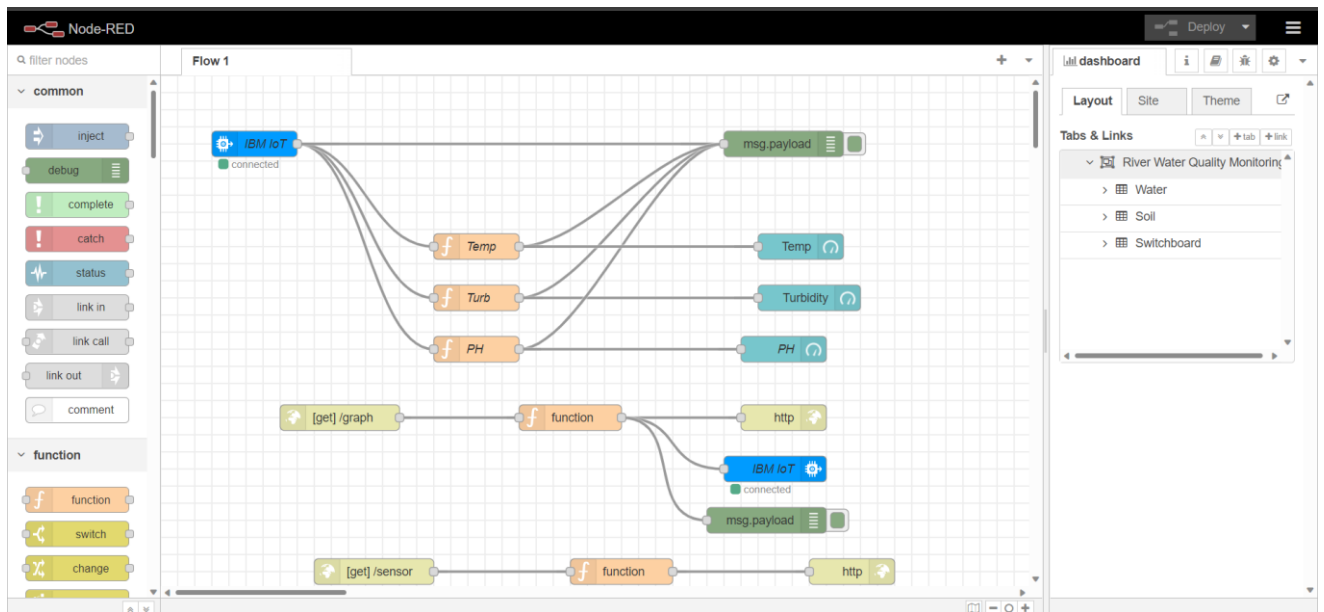 Node-RED
Deploy
filter nodes
Flow 1
dashboard
i
common
inject
debug
complete
catch
status
link in
link call
link out
comment
function
function
switch
change
IBM IoT
connected
msg.payload
Temp
Temp
Turb
Turbidity
PH
PH
[get] /graph
function
http
IBM IoT
connected
msg.payload
[get] /sensor
function
http
Layout
Site
Theme
Tabs & Links
+ tab
+ link
River Water Quality Monitoring
Water
Soil
Switchboard